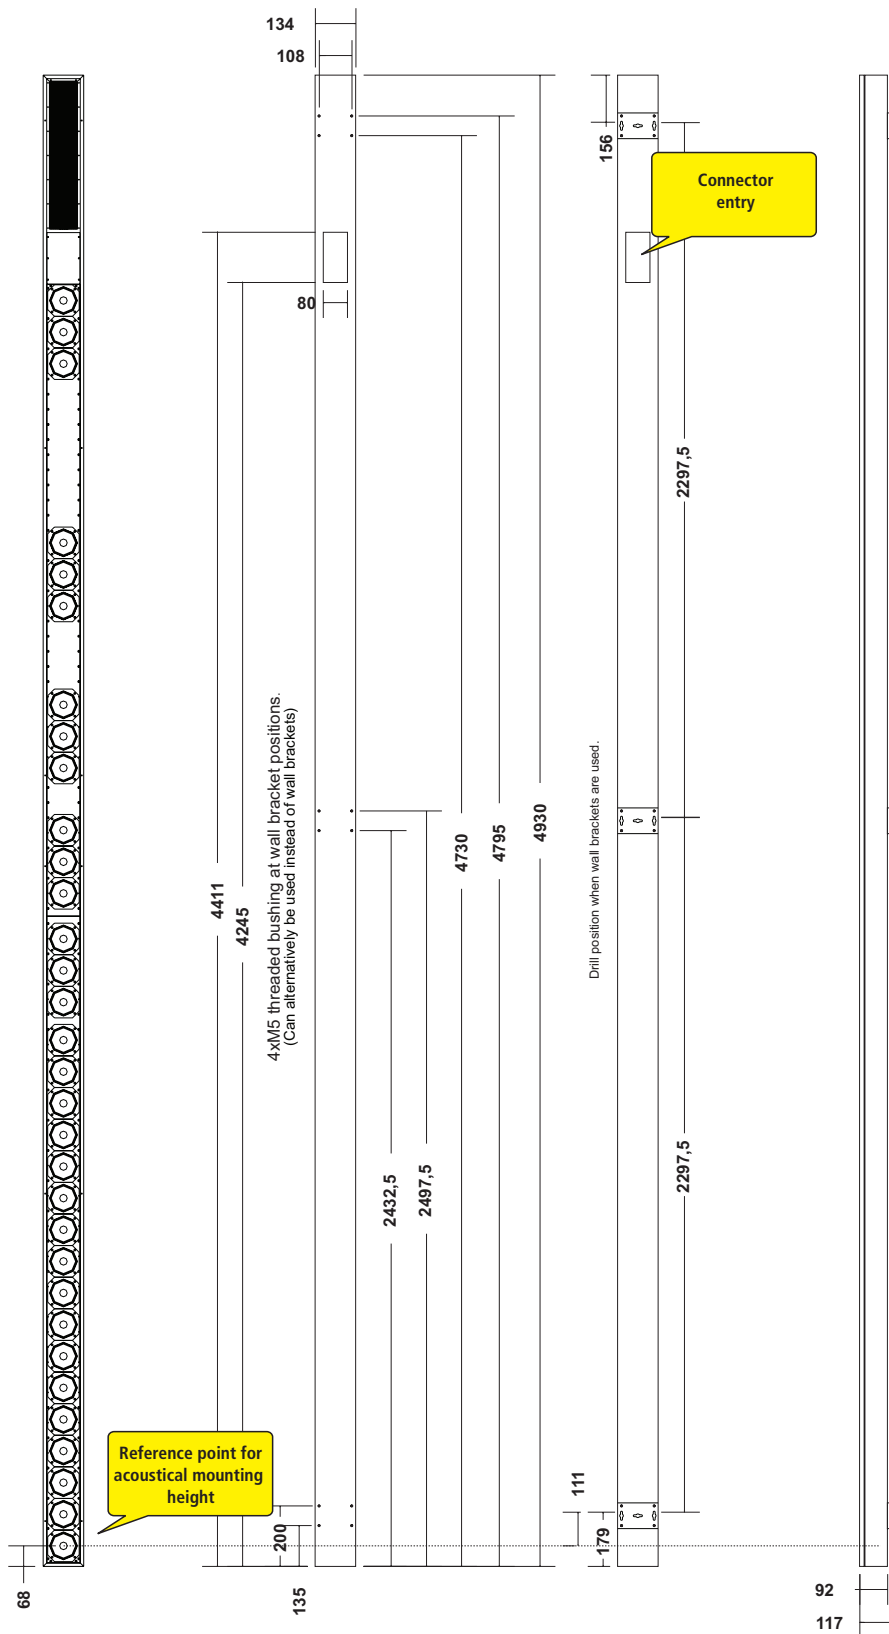 134
108
156
Connector
entry
80
2297,5
4xM5 threaded bushing at wall bracket positions.
(Can alternatively be used instead of wall brackets)
Drill position when wall brackets are used.
4411
4245
4730
4795
4930
2432,5
2497,5
2297,5
Reference point for
acoustical mounting
height
111
200
179
68
135
92
117